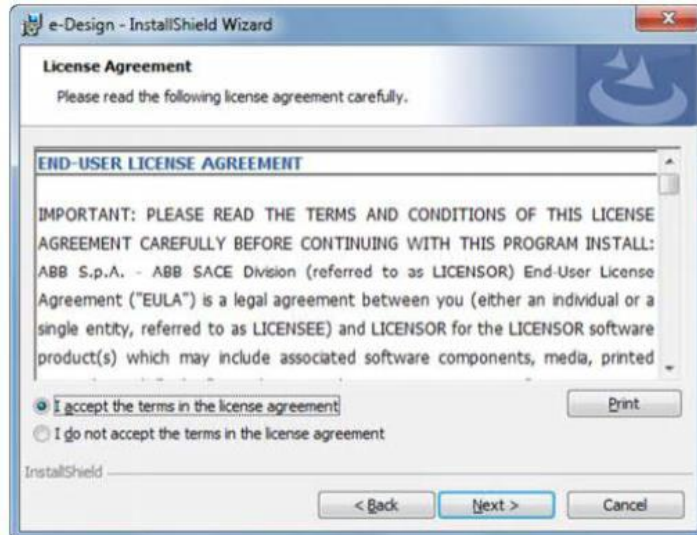 e-Design - InstallShield Wizard
License Agreement
Please read the following license agreement carefully.
END-USER LICENSE AGREEMENT
IMPORTANT: PLEASE READ THE TERMS AND CONDITIONS OF THIS LICENSE
AGREEMENT CAREFULLY BEFORE CONTINUING WITH THIS PROGRAM INSTALL:
ABB S.p.A. - ABB SACE Division (referred to as LICENSOR) End-User License
Agreement ("EULA") is a legal agreement between you (either an individual or a
single entity, referred to as LICENSEE) and LICENSOR for the LICENSOR software
product(s) which may include associated software components, media, printed
I accept the terms in the license agreement
Print
I do not accept the terms in the license agreement
InstallShield
< Back
Next >
Cancel